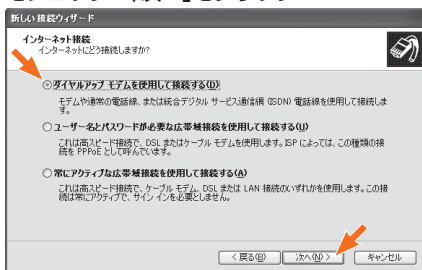 新しい接続ウィザード
インターネット接続
インターネットにどう接続しますか?
ダイヤルアップ モデムを使用して接続する(D)
モデムや通常の電話線、または統合デジタル サービス通信網 (ISDN) 電話線を使用して接続しま
す。
ユーザー名とパスワードが必要な広帯域接続を使用して接続する(U)
これは高スピード接続で、DSL またはケーブル モデムを使用します。ISP によっては、この種類の接
続を PPPoE として呼んでいます。
常にアクティブな広帯域接続を使用して接続する(A)
これは高スピード接続で、ケーブル モデム、DSL または LAN 接続のいずれかを使用します。この接
続は常にアクティブで、サイン インを必要としません。
< 戻る(B)
次へ(N) >
キャンセル